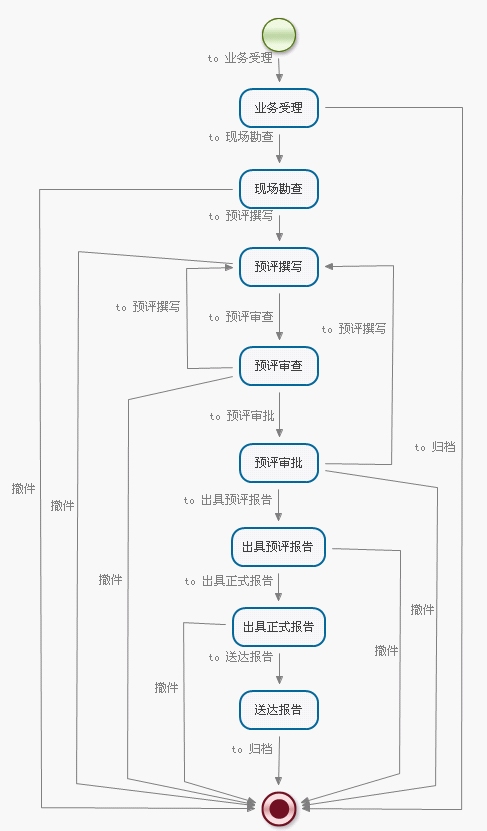 to 业务受理
业务受理
to 现场勘查
现场勘查
to 预评撰写
预评撰写
to 预评撰写
to 预评审查
to 预评撰写
预评审查
to 预评审批
to 归档
预评审批
撤件
撤件
to 出具预评报告
出具预评报告
to 出具正式报告
撤件
撤件
出具正式报告
撤件
to 送达报告
撤件
送达报告
to 归档